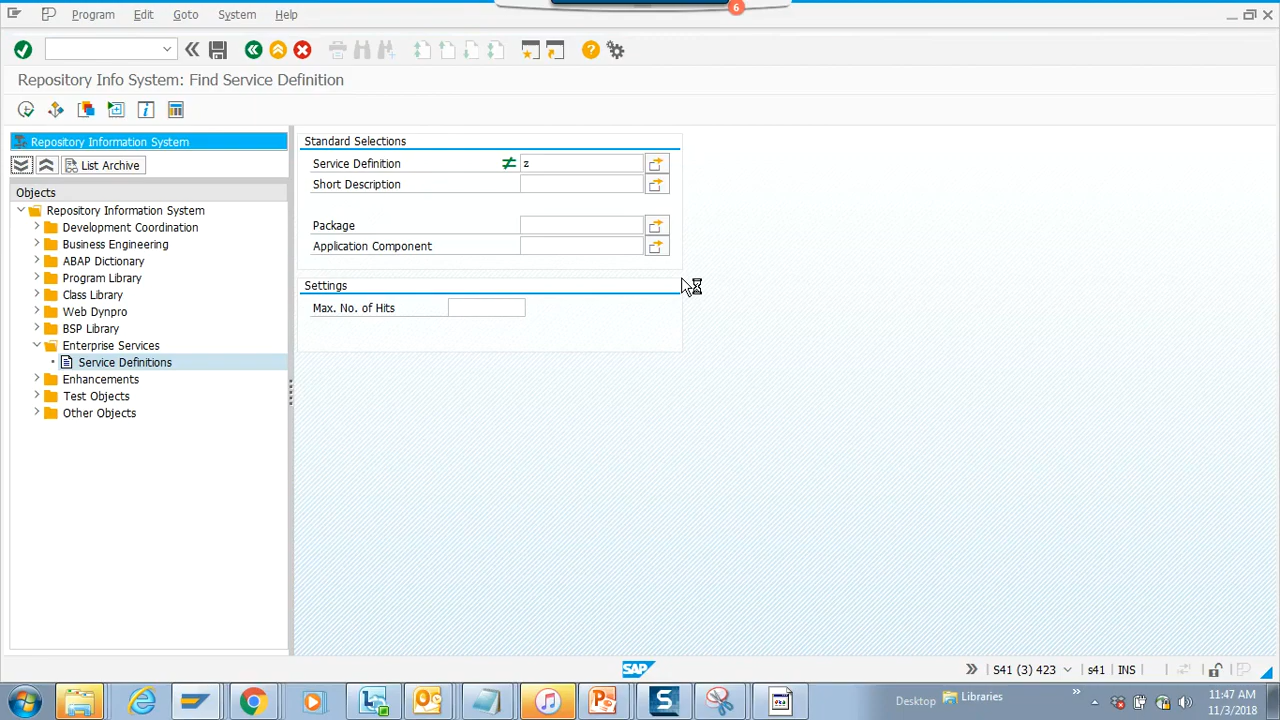 Program Edit Goto System Help
6
Repository Info System: Find Service Definition
Repository Information System
List Archive
Objects
Repository Information System
Development Coordination
Business Engineering
ABAP Dictionary
Program Library
Class Library
Web Dynpro
BSP Library
Enterprise Services
Service Definitions
Enhancements
Test Objects
Other Objects
Standard Selections
Service Definition z
Short Description
Package
Application Component
Settings
Max. No. of Hits
SAP
S41 (3) 423 s41 INS
Desktop Libraries
11:47 AM
11/3/2018